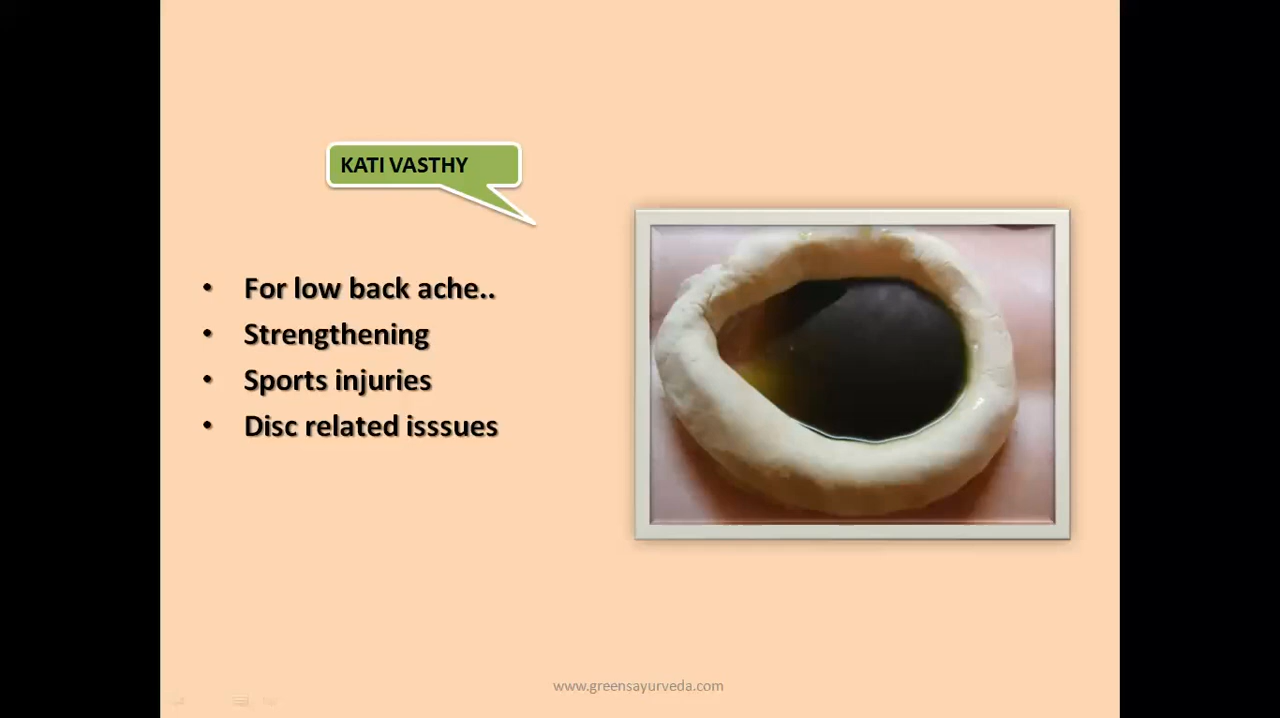 KATI VASTHY
• For low back ache..
• Strengthening
• Sports injuries
• Disc related isssues
www.greensayurveda.com